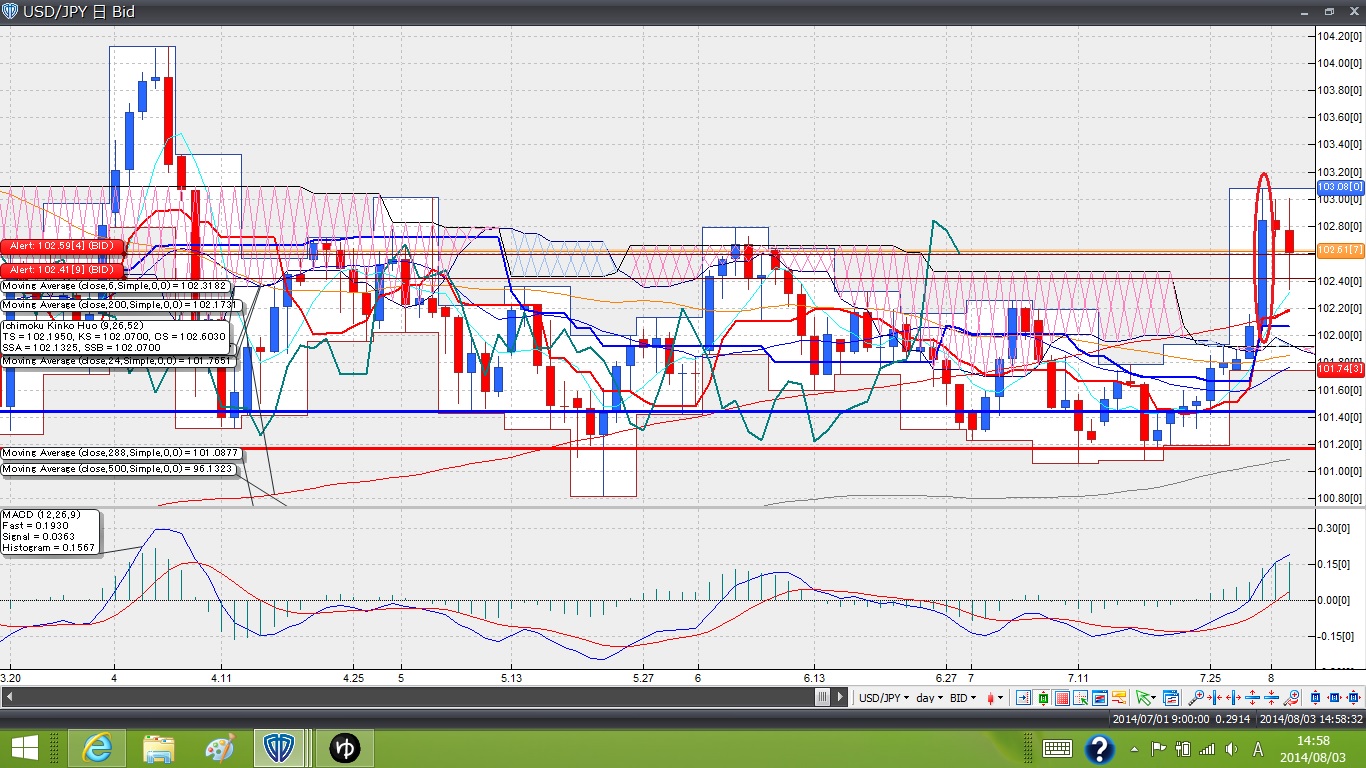 USD/JPY 日 Bid
104.20[0]
104.00[0]
103.80[0]
103.60[0]
103.40[0]
103.20[0]
103.08[0]
103.00[0]
102.80[0]
102.61[7]
102.40[0]
102.20[0]
102.00[0]
101.80[0]
101.74[0]
101.60[0]
101.40[0]
101.20[0]
101.00[0]
100.80[0]
Alert: 102.59[4] (BID)
Alert: 102.41[9] (BID)
Moving Average (close,6,Simple,0,0) = 102.3182
Moving Average (close,200,Simple,0,0) = 102.1731
Ichimoku Kinko Huo (9,26,52)
TS = 102.1950, KS = 102.0700, CS = 102.6030
SSA = 102.1325, SSB = 102.0700
Moving Average (close,24,Simple,0,0) = 101.7651
Moving Average (close,288,Simple,0,0) = 101.0877
Moving Average (close,500,Simple,0,0) = 96.1323
MACD (12,26,9)
Fast = 0.1930
Signal = 0.0363
Histogram = 0.1567
0.30[0]
0.15[0]
0.00[0]
-0.15[0]
3.20 4 4.11 4.25 5 5.13 5.27 6 6.13 6.27 7 7.11 7.25 8
USD/JPY day BID
2014/07/01 9:00:00 0.2914 2014/08/03 14:58:32
ゆ
A
14:58
2014/08/03